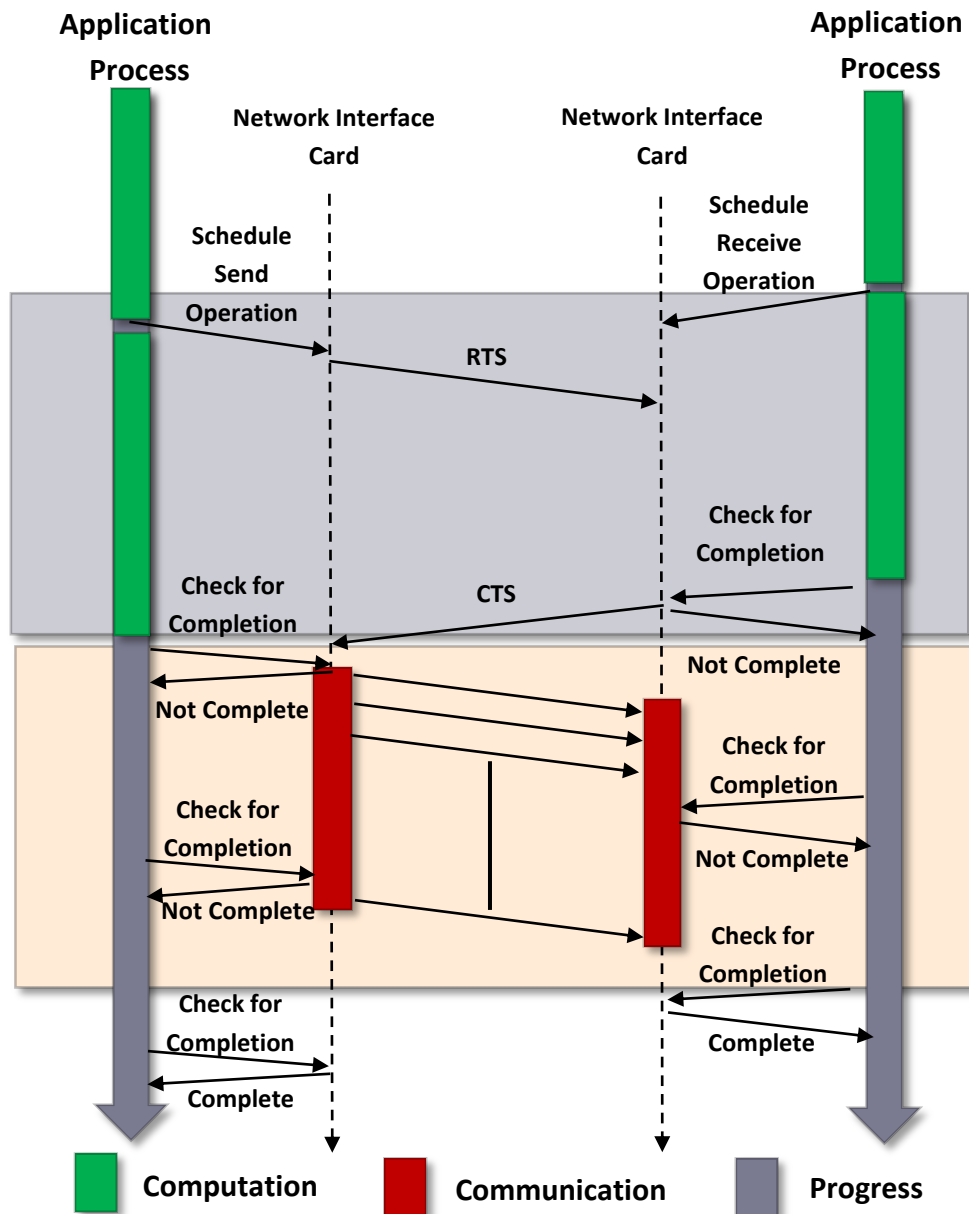 Application
Process
Application
Process
Network Interface
Card
Network Interface
Card
Schedule
Send
Operation
Schedule
Receive
Operation
RTS
Check for
Completion
Check for
Completion
CTS
Not Complete
Not Complete
Check for
Completion
Check for
Completion
Not Complete
Not Complete
Check for
Completion
Check for
Completion
Complete
Complete
Computation
Communication
Progress